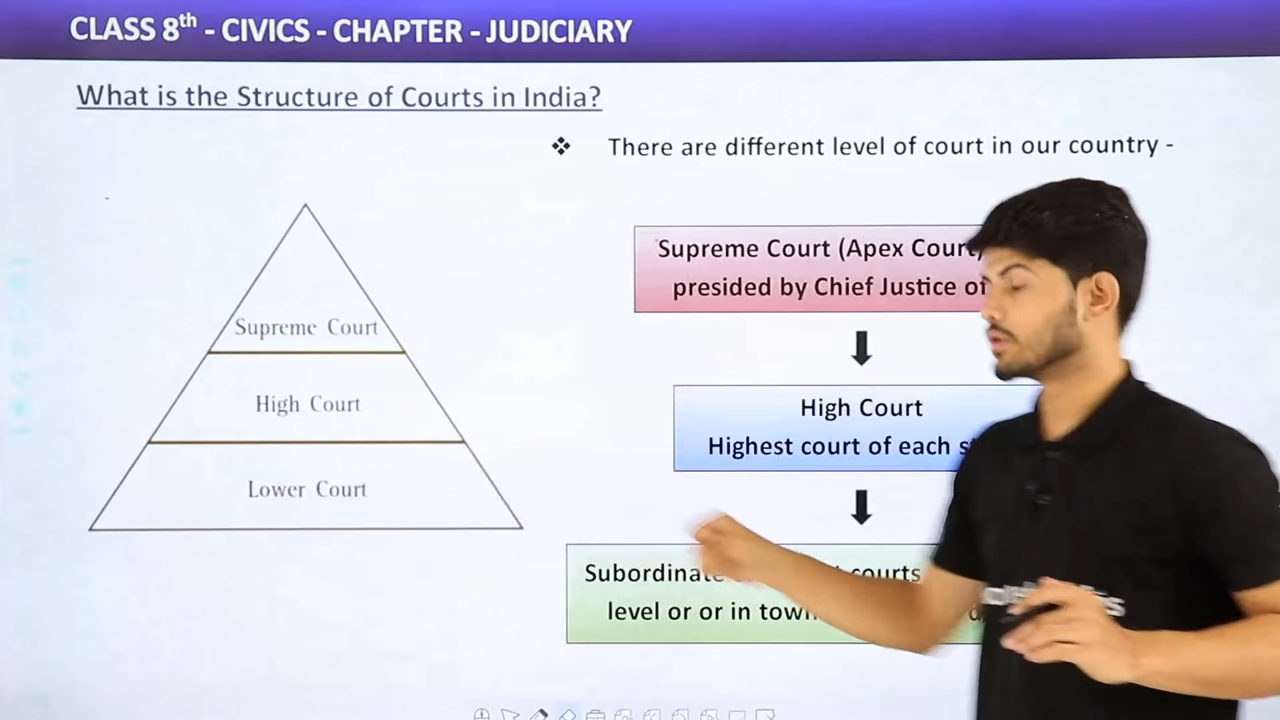 CLASS 8th - CIVICS - CHAPTER - JUDICIARY
What is the Structure of Courts in India?
❖ There are different level of court in our country -
Supreme Court
High Court
Lower Court
Supreme Court (Apex Court)
presided by Chief Justice of
High Court
Highest court of each
courts
level or or in